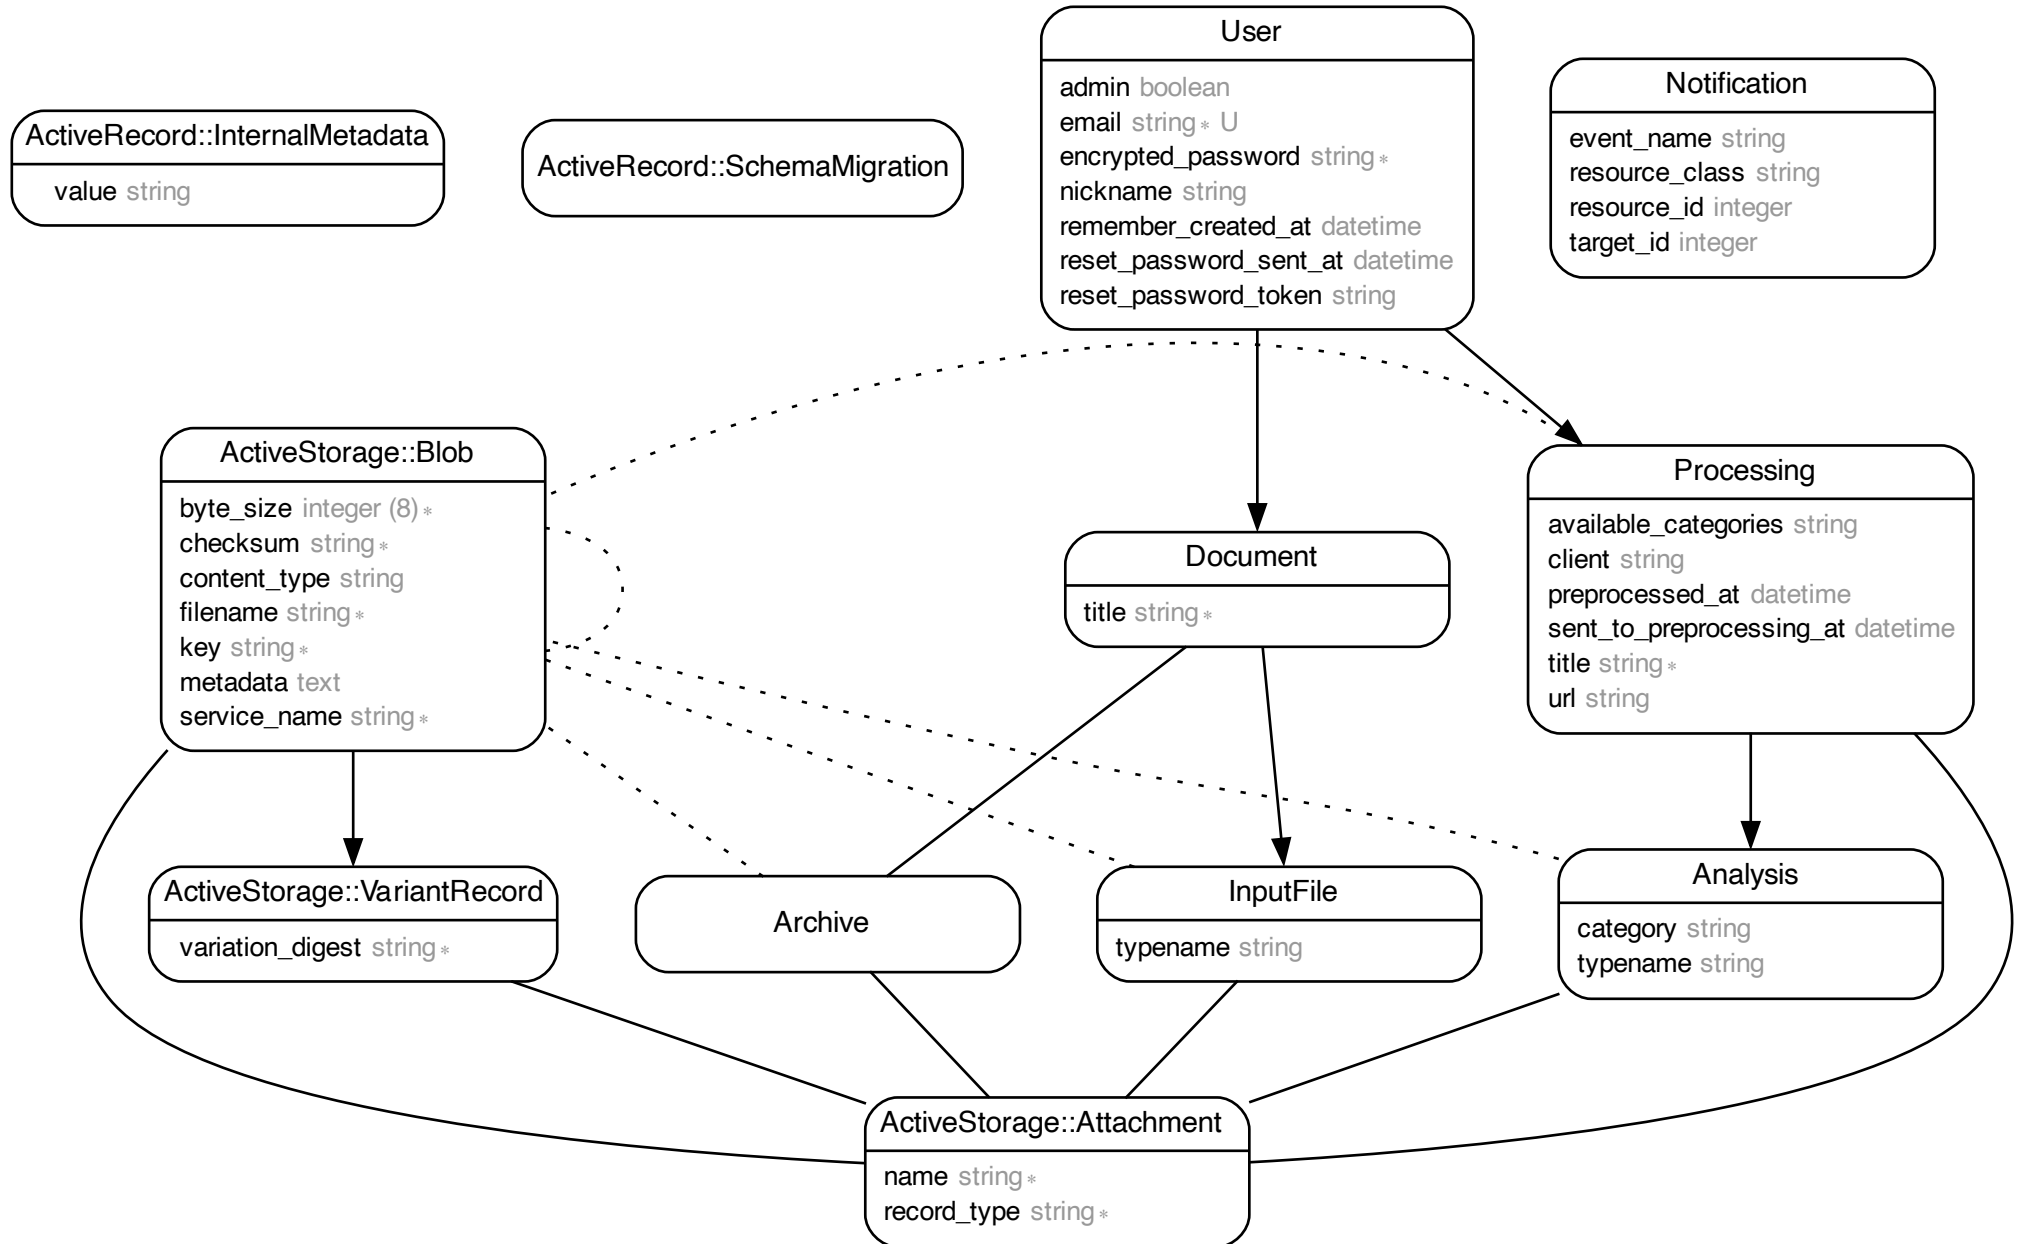 User
admin boolean
email string∗ U
encrypted_password string∗
nickname string
remember_created_at datetime
reset_password_sent_at datetime
reset_password_token string
Notification
event_name string
resource_class string
resource_id integer
target_id integer
ActiveRecord::InternalMetadata
value string
ActiveRecord::SchemaMigration
ActiveStorage::Blob
byte_size integer (8)∗
checksum string∗
content_type string
filename string∗
key string∗
metadata text
service_name string∗
Document
title string∗
Processing
available_categories string
client string
preprocessed_at datetime
sent_to_preprocessing_at datetime
title string∗
url string
ActiveStorage::VariantRecord
variation_digest string∗
Archive
InputFile
typename string
Analysis
category string
typename string
ActiveStorage::Attachment
name string∗
record_type string∗